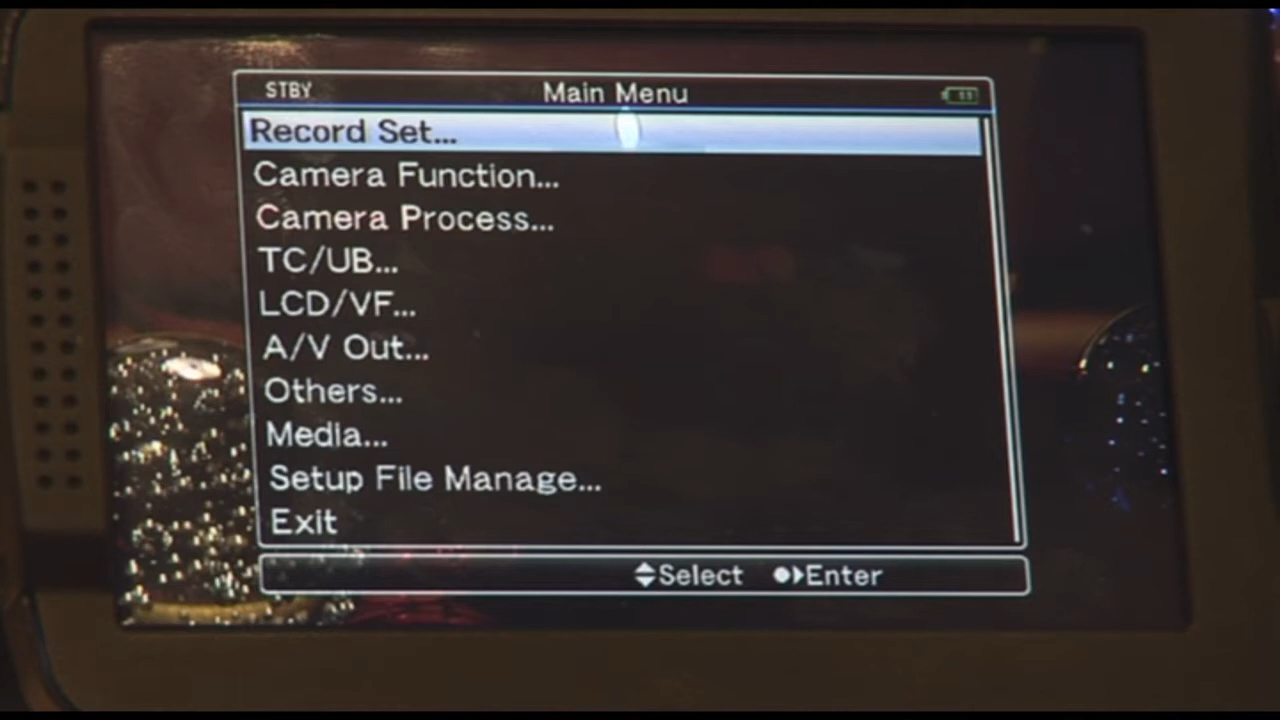 STBY Main Menu
Record Set...
Camera Function...
Camera Process...
TC/UB...
LCD/VF...
A/V Out...
Others...
Media...
Setup File Manage...
Exit
Select Enter